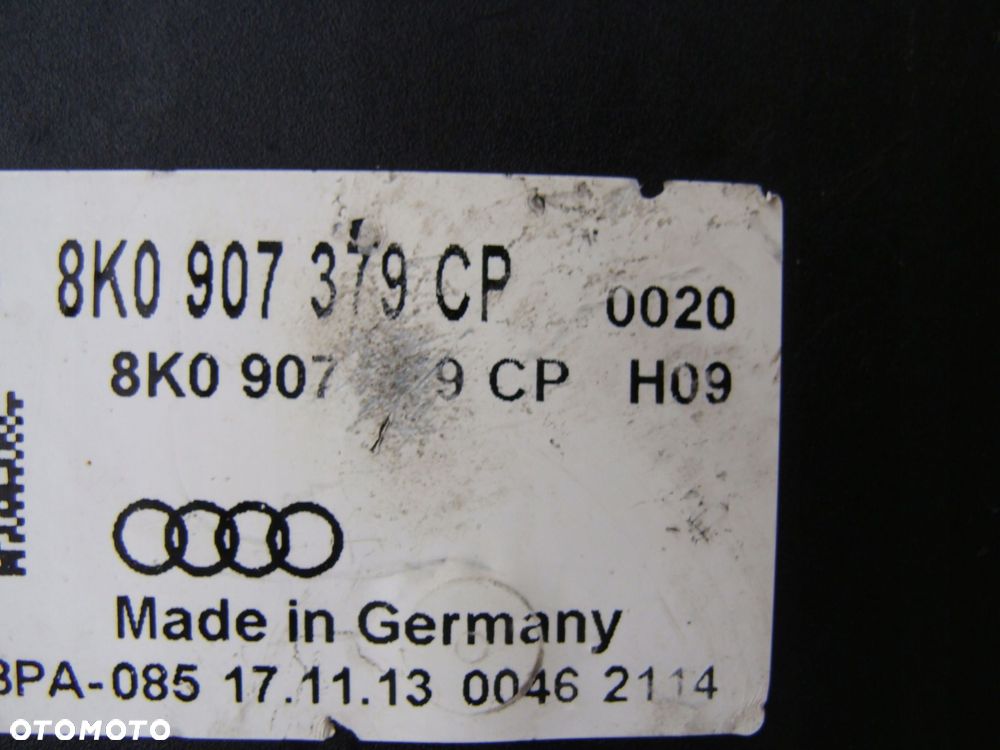 8K0 907 379 CP 0020
8K0 907 9 CP H09
Made in Germany
BPA-085 17.11.13 0046 2114
OTOMOTO